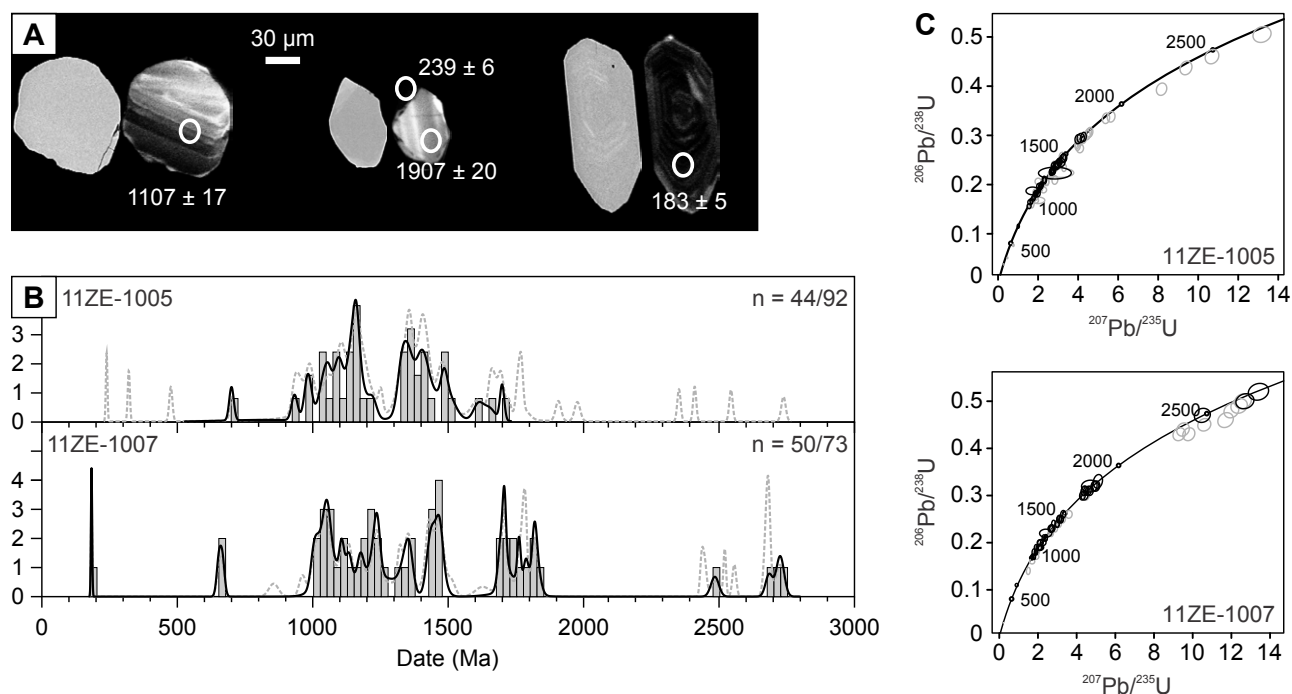 A
30 µm
239 ± 6
1907 ± 20
1107 ± 17
183 ± 5
B
11ZE-1005
n = 44/92
3
2
1
0
11ZE-1007
n = 50/73
4
3
2
1
0
0 500 1000 1500 2000 2500 3000
Date (Ma)
C
0.5
0.4
0.3
0.2
0.1
0
²⁰⁶Pb/²³⁸U
2500
2000
1500
1000
500
11ZE-1005
0 2 4 6 8 10 12 14
²⁰⁷Pb/²³⁵U
0.5
0.4
0.3
0.2
0.1
0
²⁰⁶Pb/²³⁸U
2500
2000
1500
1000
500
11ZE-1007
0 2 4 6 8 10 12 14
²⁰⁷Pb/²³⁵U